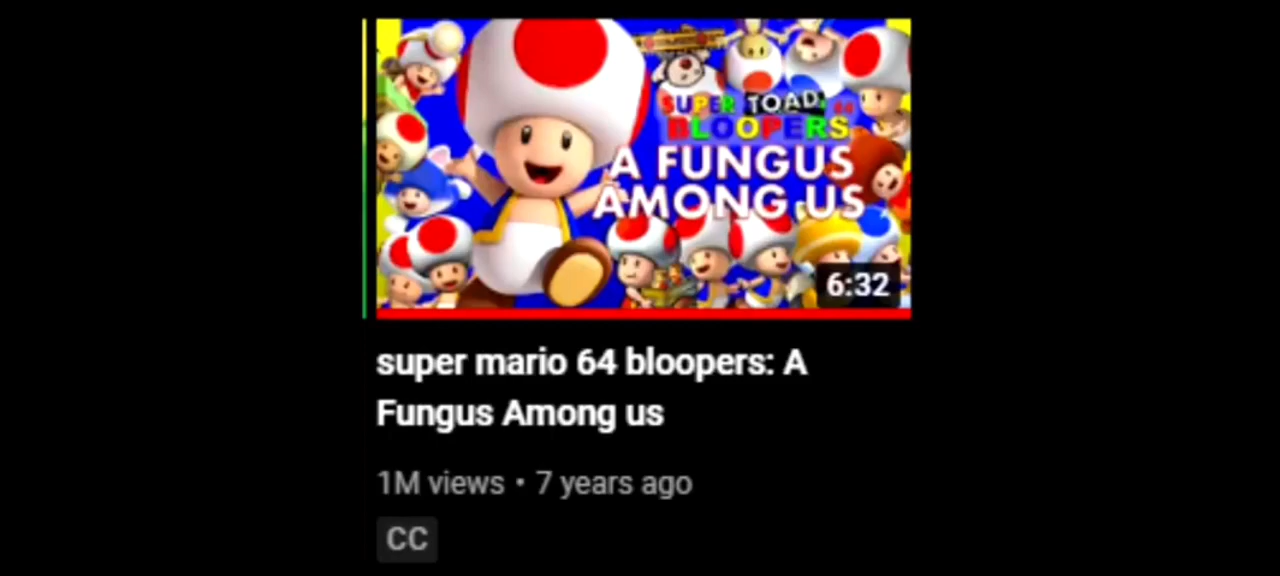 SUPER TOAD 64
BLOOPERS
A FUNGUS
AMONG US
6:32
super mario 64 bloopers: A
Fungus Among us
1M views • 7 years ago
CC